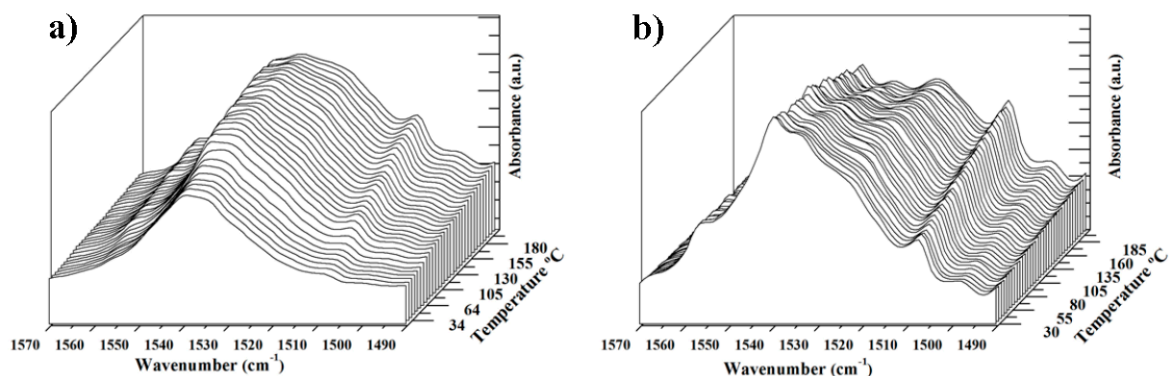 a)
Absorbance (a.u.)
180
155
130
105
64
34
Temperature ºC
1570 1560 1550 1540 1530 1520 1510 1500 1490
Wavenumber (cm-1)
b)
Absorbance (a.u.)
185
160
135
105
80
55
30
Temperature ºC
1570 1560 1550 1540 1530 1520 1510 1500 1490
Wavenumber (cm-1)